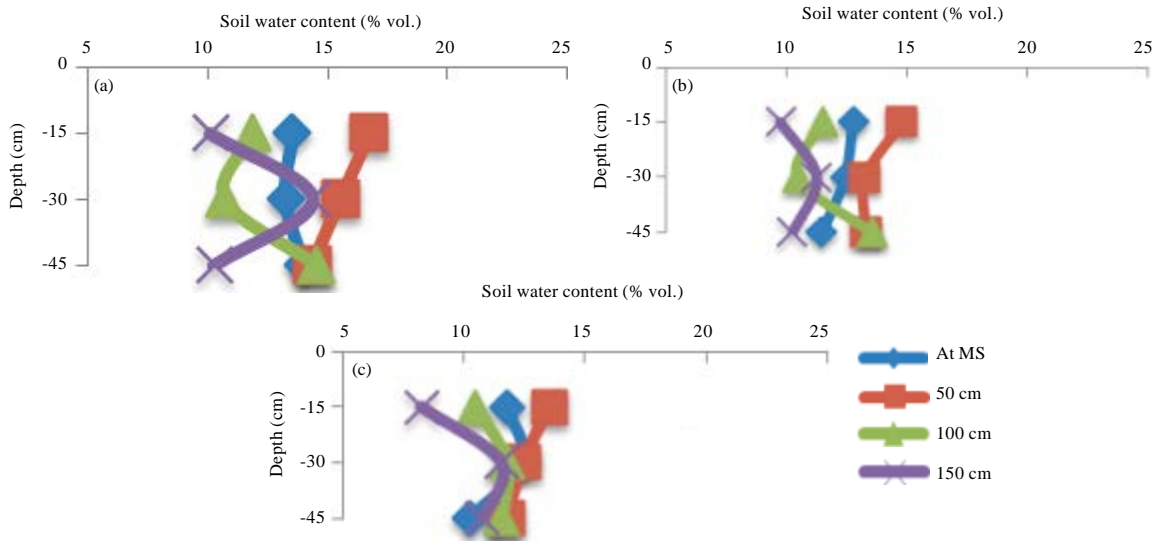 Soil water content (% vol.)
5 10 15 20 25
0
(a)
-15
-30
-45
Depth (cm)
Soil water content (% vol.)
5 10 15 20 25
0
(b)
-15
-30
-45
Depth (cm)
Soil water content (% vol.)
5 10 15 20 25
0
(c)
-15
-30
-45
Depth (cm)
At MS
50 cm
100 cm
150 cm